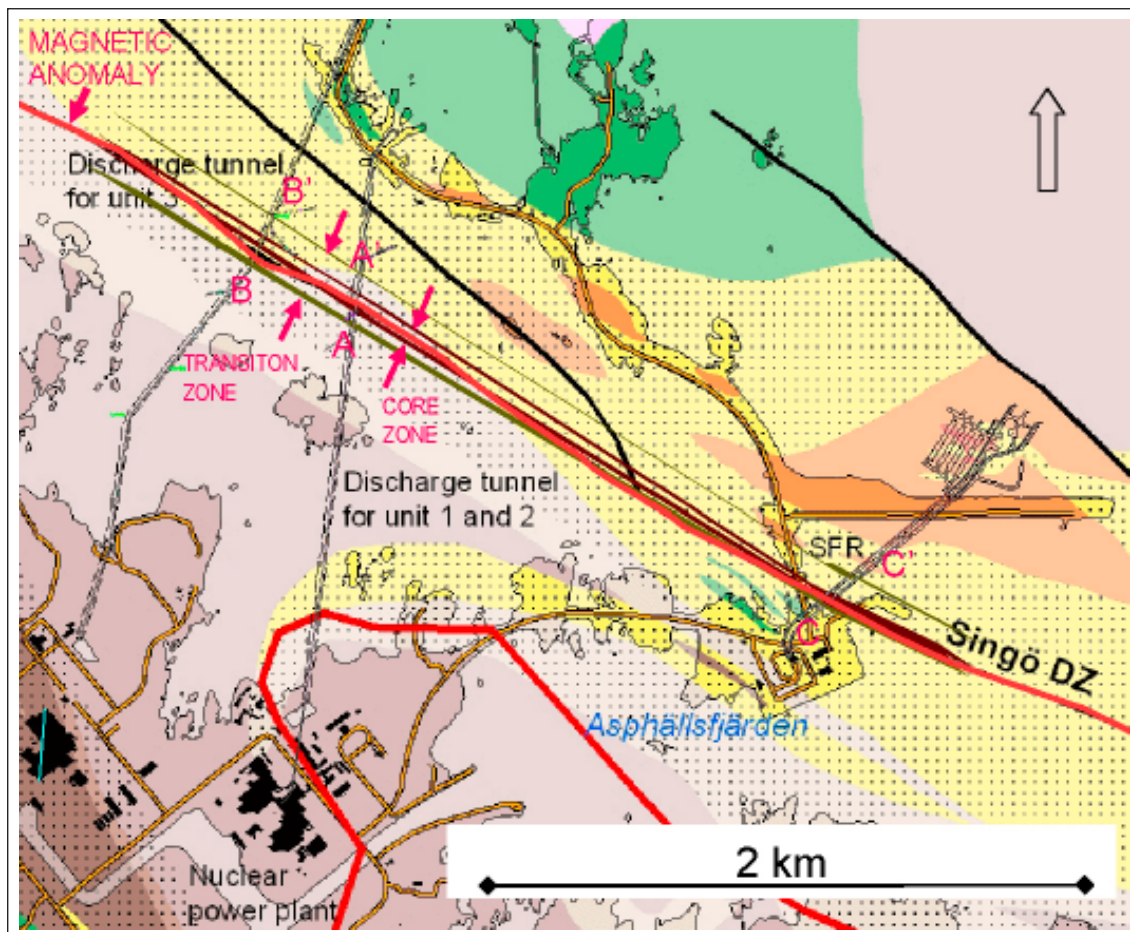 MAGNETIC
ANOMALY
Discharge tunnel
for unit 3
B'
A'
B
A
TRANSITON
ZONE
CORE
ZONE
Discharge tunnel
for unit 1 and 2
SFR
C'
C
Singö DZ
Asphällsfjärden
2 km
Nuclear
power plant